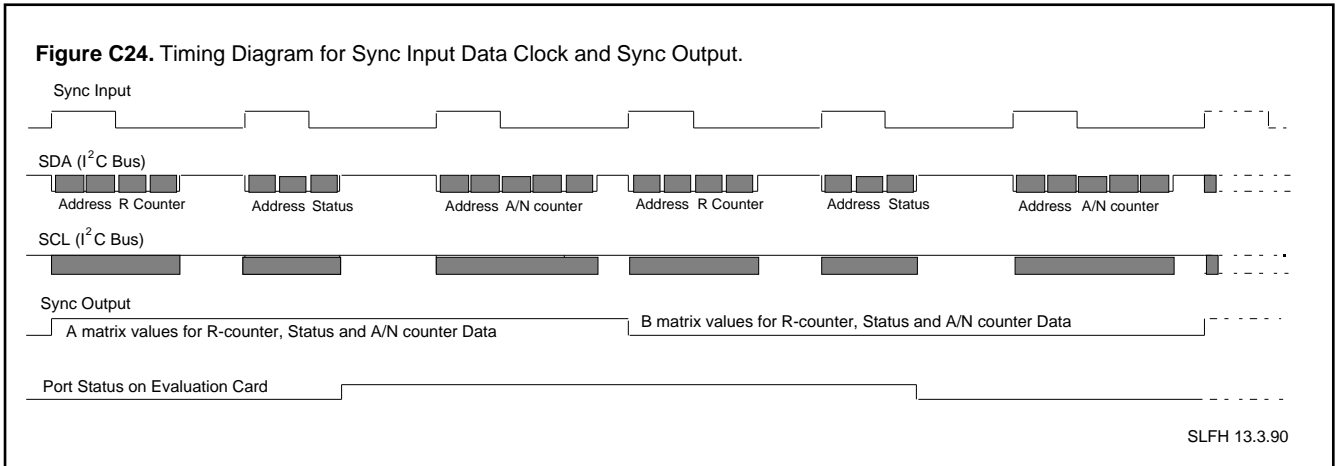 Figure C24. Timing Diagram for Sync Input Data Clock and Sync Output.
Sync Input
SDA (I²C Bus)
Address R Counter
Address Status
Address A/N counter
Address R Counter
Address Status
Address A/N counter
SCL (I²C Bus)
Sync Output
A matrix values for R-counter, Status and A/N counter Data
B matrix values for R-counter, Status and A/N counter Data
Port Status on Evaluation Card
SLFH 13.3.90